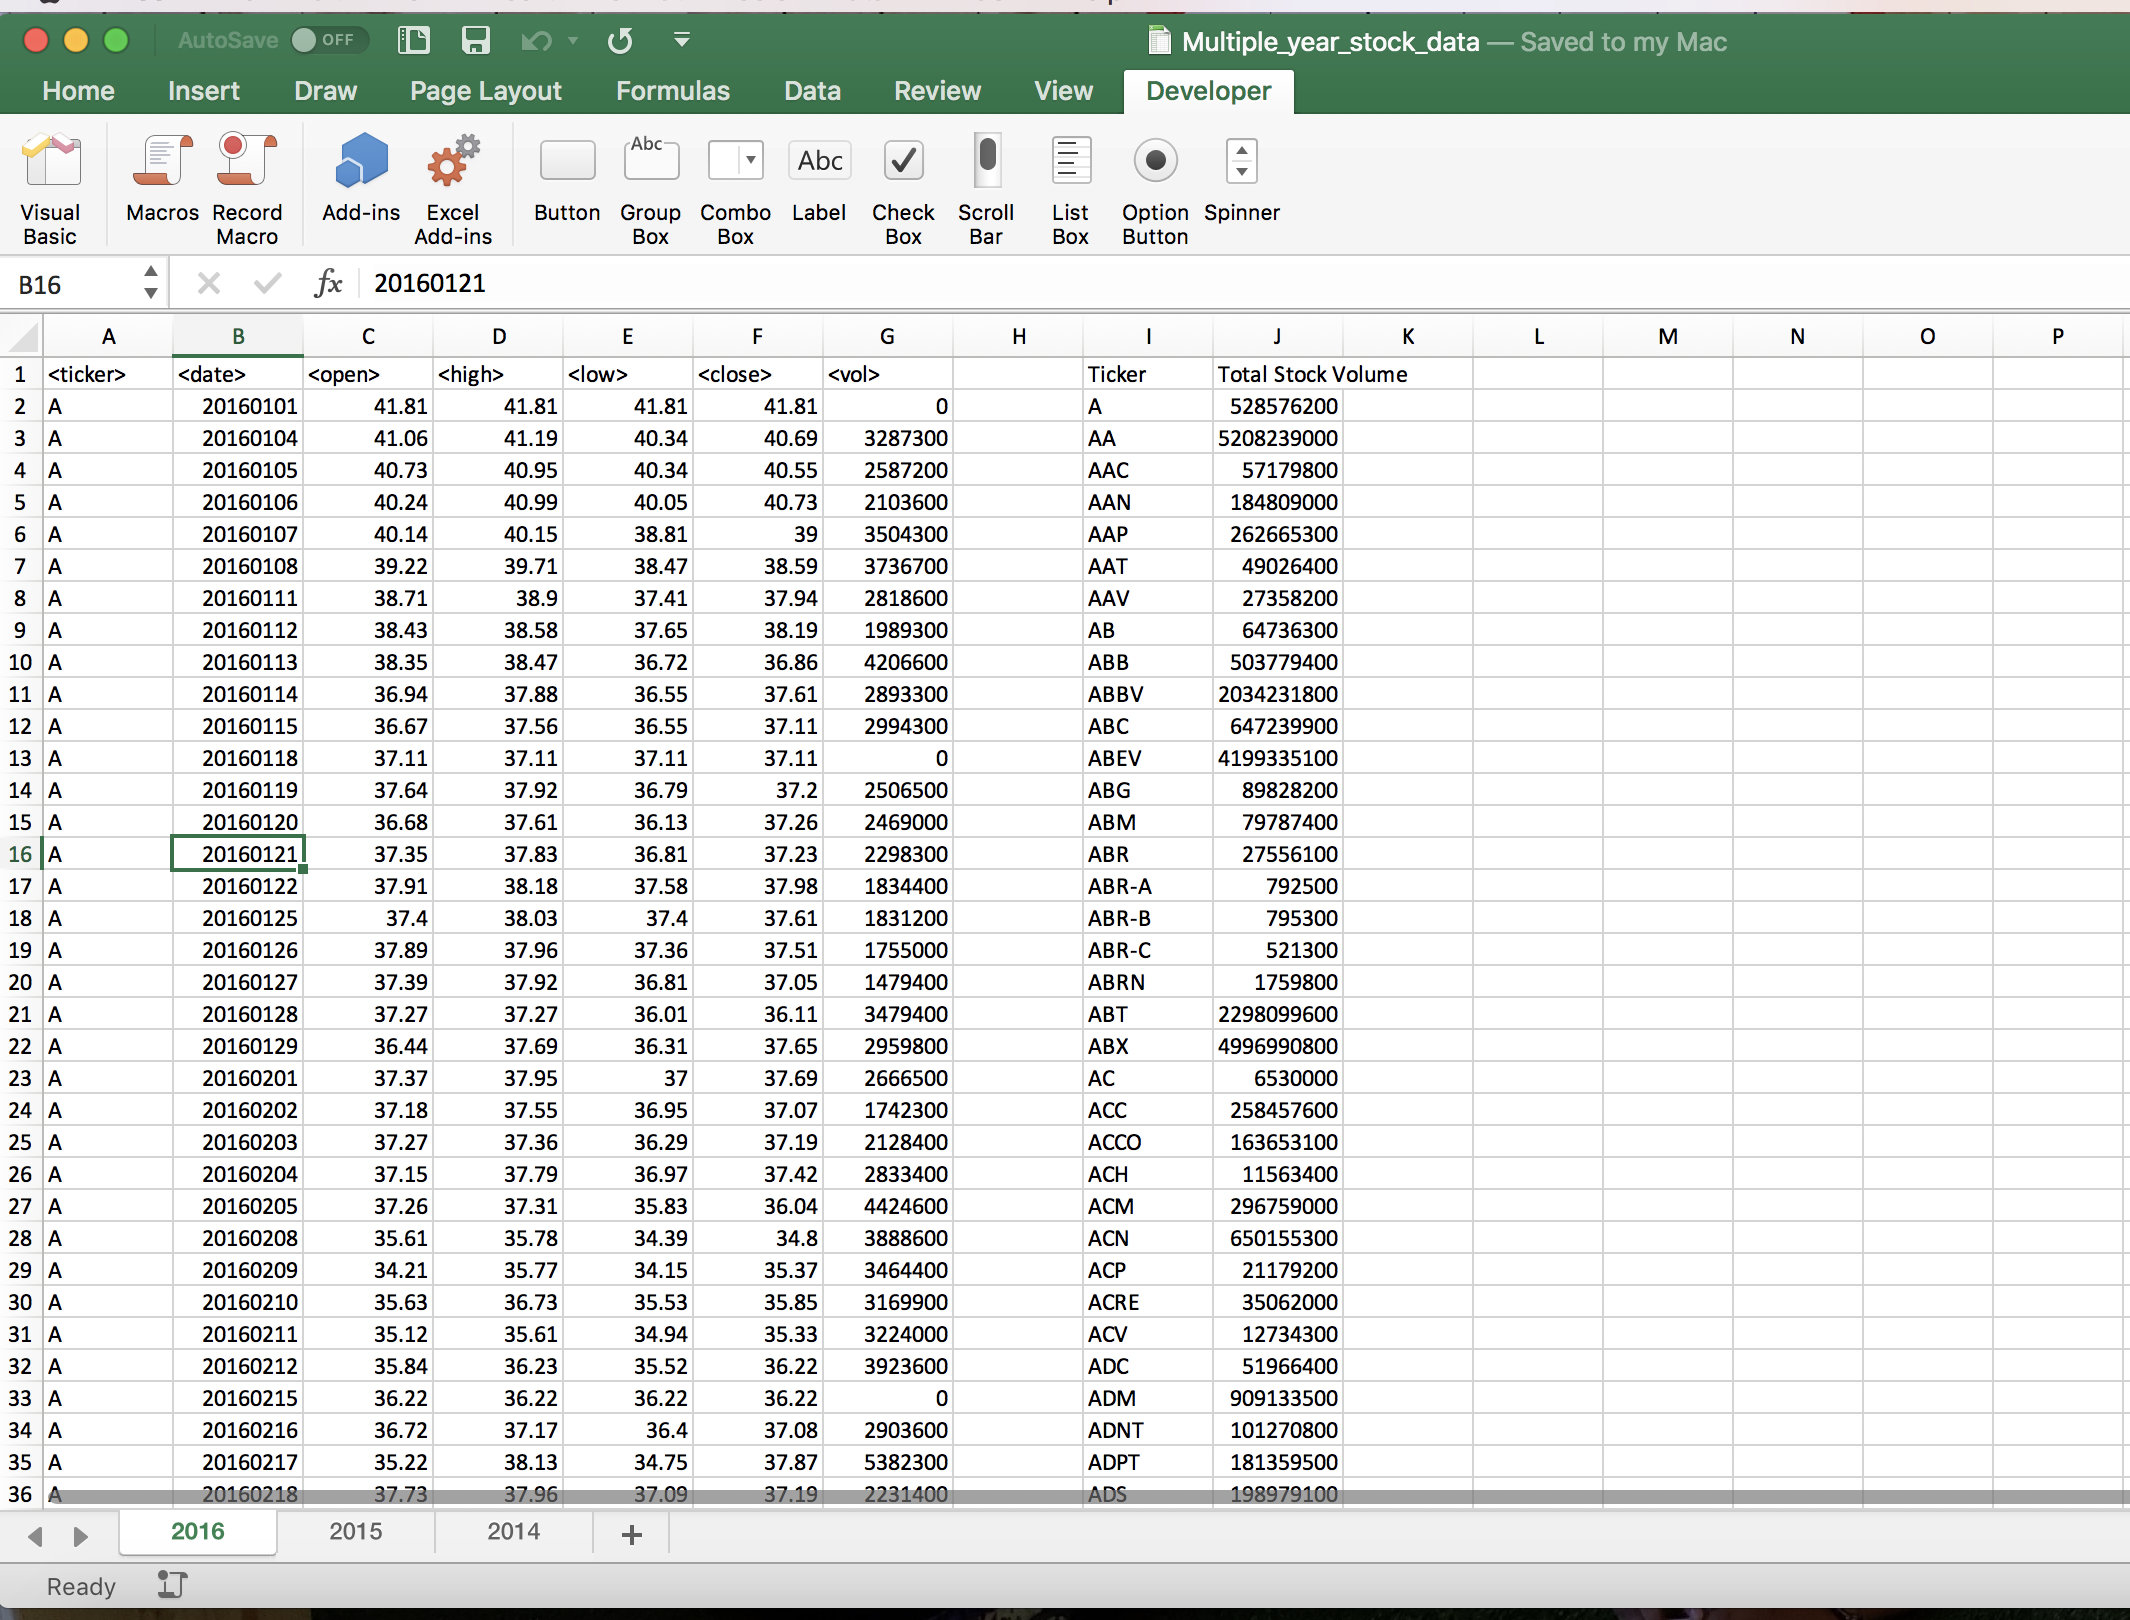 AutoSave OFF Multiple_year_stock_data — Saved to my Mac
Home Insert Draw Page Layout Formulas Data Review View Developer
Abc Abc
Visual Basic Macros Record Macro Add-ins Excel Add-ins Button Group Box Combo Box Label Check Box Scroll Bar List Box Option Button Spinner
B16 fx 20160121
A B C D E F G H I J K L M N O P
1 <ticker> <date> <open> <high> <low> <close> <vol> Ticker Total Stock Volume
2 A 20160101 41.81 41.81 41.81 41.81 0 A 528576200
3 A 20160104 41.06 41.19 40.34 40.69 3287300 AA 5208239000
4 A 20160105 40.73 40.95 40.34 40.55 2587200 AAC 57179800
5 A 20160106 40.24 40.99 40.05 40.73 2103600 AAN 184809000
6 A 20160107 40.14 40.15 38.81 39 3504300 AAP 262665300
7 A 20160108 39.22 39.71 38.47 38.59 3736700 AAT 49026400
8 A 20160111 38.71 38.9 37.41 37.94 2818600 AAV 27358200
9 A 20160112 38.43 38.58 37.65 38.19 1989300 AB 64736300
10 A 20160113 38.35 38.47 36.72 36.86 4206600 ABB 503779400
11 A 20160114 36.94 37.88 36.55 37.61 2893300 ABBV 2034231800
12 A 20160115 36.67 37.56 36.55 37.11 2994300 ABC 647239900
13 A 20160118 37.11 37.11 37.11 37.11 0 ABEV 4199335100
14 A 20160119 37.64 37.92 36.79 37.2 2506500 ABG 89828200
15 A 20160120 36.68 37.61 36.13 37.26 2469000 ABM 79787400
16 A 20160121 37.35 37.83 36.81 37.23 2298300 ABR 27556100
17 A 20160122 37.91 38.18 37.58 37.98 1834400 ABR-A 792500
18 A 20160125 37.4 38.03 37.4 37.61 1831200 ABR-B 795300
19 A 20160126 37.89 37.96 37.36 37.51 1755000 ABR-C 521300
20 A 20160127 37.39 37.92 36.81 37.05 1479400 ABRN 1759800
21 A 20160128 37.27 37.27 36.01 36.11 3479400 ABT 2298099600
22 A 20160129 36.44 37.69 36.31 37.65 2959800 ABX 4996990800
23 A 20160201 37.37 37.95 37 37.69 2666500 AC 6530000
24 A 20160202 37.18 37.55 36.95 37.07 1742300 ACC 258457600
25 A 20160203 37.27 37.36 36.29 37.19 2128400 ACCO 163653100
26 A 20160204 37.15 37.79 36.97 37.42 2833400 ACH 11563400
27 A 20160205 37.26 37.31 35.83 36.04 4424600 ACM 296759000
28 A 20160208 35.61 35.78 34.39 34.8 3888600 ACN 650155300
29 A 20160209 34.21 35.77 34.15 35.37 3464400 ACP 21179200
30 A 20160210 35.63 36.73 35.53 35.85 3169900 ACRE 35062000
31 A 20160211 35.12 35.61 34.94 35.33 3224000 ACV 12734300
32 A 20160212 35.84 36.23 35.52 36.22 3923600 ADC 51966400
33 A 20160215 36.22 36.22 36.22 36.22 0 ADM 909133500
34 A 20160216 36.72 37.17 36.4 37.08 2903600 ADNT 101270800
35 A 20160217 35.22 38.13 34.75 37.87 5382300 ADPT 181359500
36 A 20160218 37.73 37.96 37.09 37.19 2231400 ADS 198979100
2016 2015 2014 +
Ready